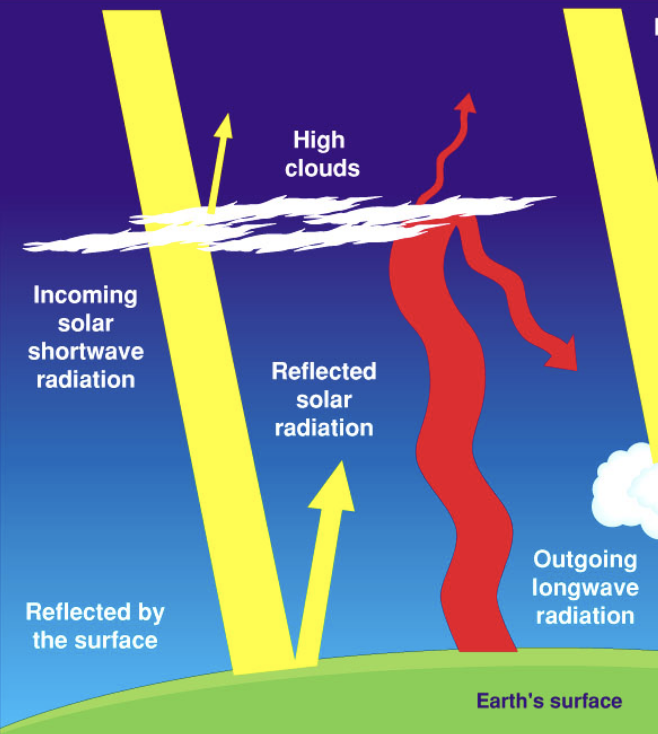 High
clouds
Incoming
solar
shortwave
radiation
Reflected
solar
radiation
Outgoing
longwave
radiation
Reflected by
the surface
Earth's surface